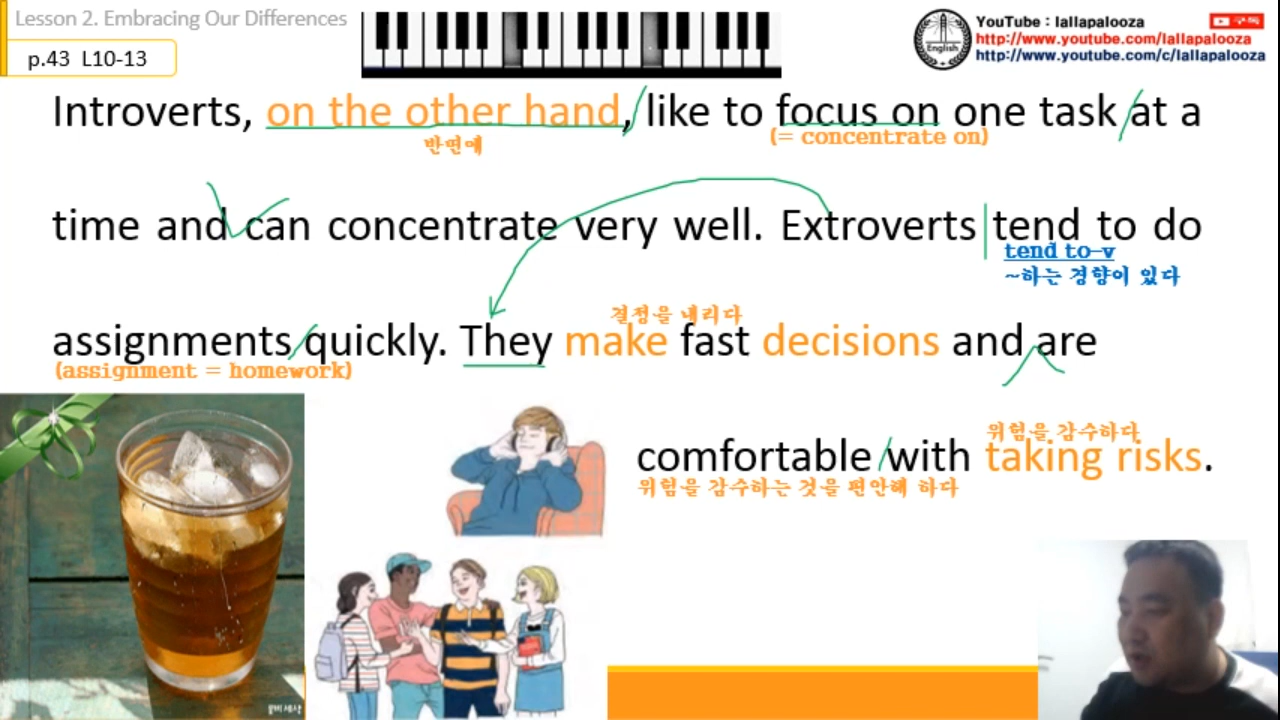 Lesson 2. Embracing Our Differences
p.43 L10-13
English
YouTube : lallapalooza
구독
http://www.youtube.com/lallapalooza
http://www.youtube.com/c/lallapalooza
Introverts, on the other hand, like to focus on one task at a
반면에
(= concentrate on)
time and can concentrate very well. Extroverts tend to do
tend to-v
~하는 경향이 있다
결정을 내리다
assignments quickly. They make fast decisions and are
(assignment = homework)
위험을 감수하다
comfortable with taking risks.
위험을 감수하는 것을 편안해 하다